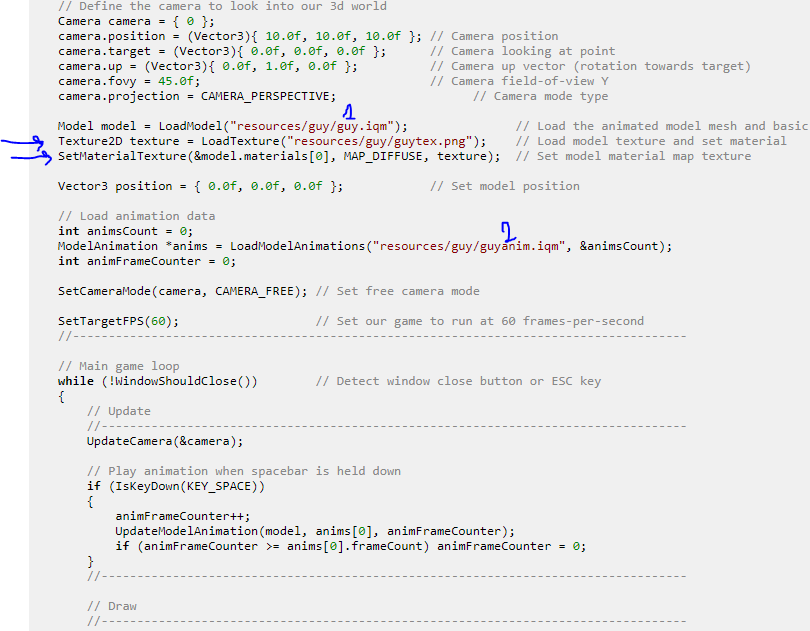 // Define the camera to look into our 3d world
Camera camera = { 0 };
camera.position = (Vector3){ 10.0f, 10.0f, 10.0f }; // Camera position
camera.target = (Vector3){ 0.0f, 0.0f, 0.0f };      // Camera looking at point
camera.up = (Vector3){ 0.0f, 1.0f, 0.0f };          // Camera up vector (rotation towards target)
camera.fovy = 45.0f;                                // Camera field-of-view Y
camera.projection = CAMERA_PERSPECTIVE;                   // Camera mode type
1
Model model = LoadModel("resources/guy/guy.iqm");               // Load the animated model mesh and basic
Texture2D texture = LoadTexture("resources/guy/guytex.png");    // Load model texture and set material
SetMaterialTexture(&model.materials[0], MAP_DIFFUSE, texture);  // Set model material map texture
Vector3 position = { 0.0f, 0.0f, 0.0f };            // Set model position
// Load animation data
int animsCount = 0;
2
ModelAnimation *anims = LoadModelAnimations("resources/guy/guyanim.iqm", &animsCount);
int animFrameCounter = 0;
SetCameraMode(camera, CAMERA_FREE); // Set free camera mode
SetTargetFPS(60);                   // Set our game to run at 60 frames-per-second
//--------------------------------------------------------------------------------------
// Main game loop
while (!WindowShouldClose())        // Detect window close button or ESC key
{
    // Update
    //----------------------------------------------------------------------------------
    UpdateCamera(&camera);
    // Play animation when spacebar is held down
    if (IsKeyDown(KEY_SPACE))
    {
        animFrameCounter++;
        UpdateModelAnimation(model, anims[0], animFrameCounter);
        if (animFrameCounter >= anims[0].frameCount) animFrameCounter = 0;
    }
    //----------------------------------------------------------------------------------
    // Draw
    //----------------------------------------------------------------------------------